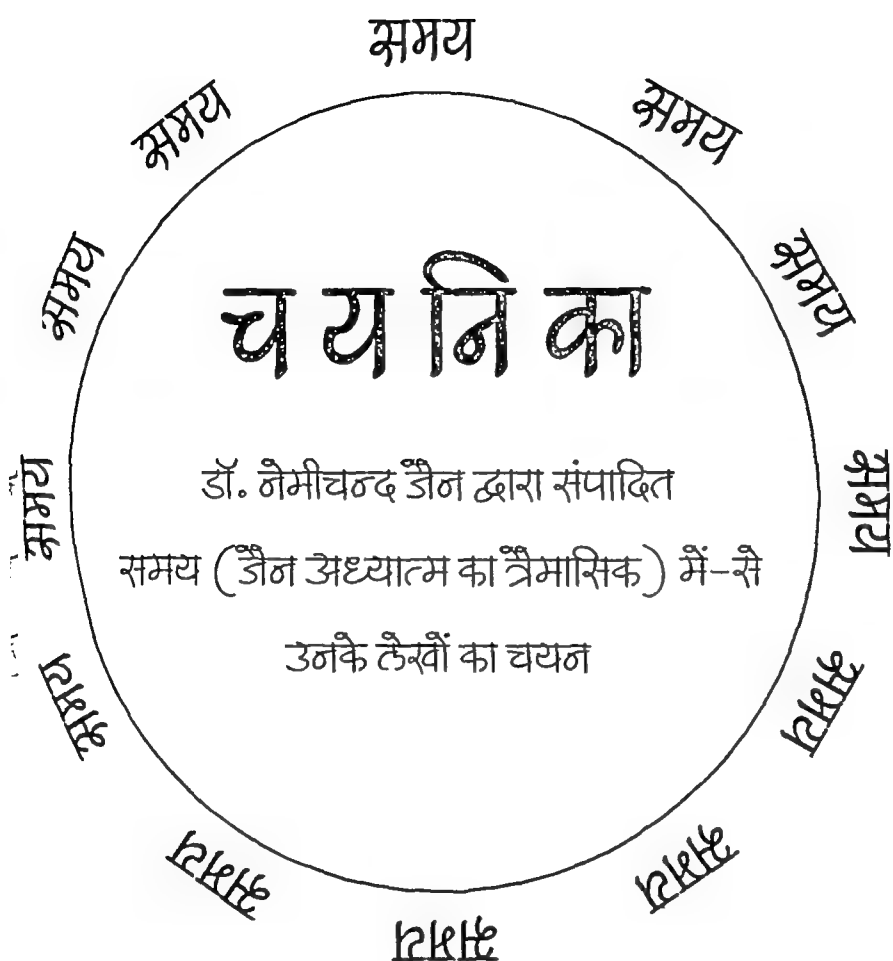 समय
समय
समय
समय
समय
समय
समय
समय
समय
समय
समय
समय
चयनिका
डॉ. नेमीचन्द जैन द्वारा संपादित
समय (जैन अध्यात्म का त्रैमासिक) में-से
उनके लेखों का चयन